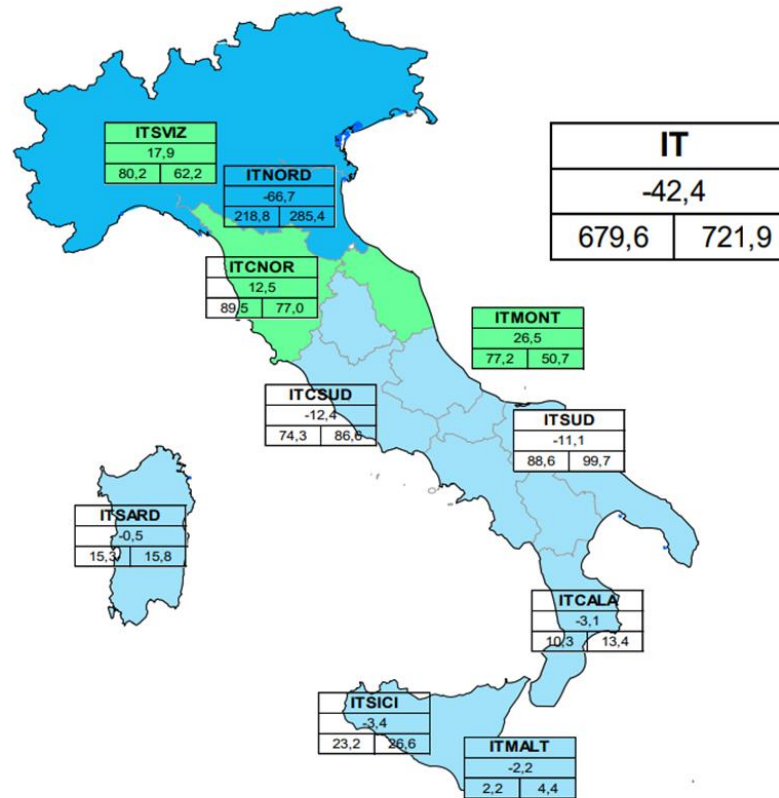 ITSVIZ
17,9
80,2 62,2
IT
-42,4
679,6 721,9
ITNORD
-66,7
218,8 285,4
ITCNOR
12,5
89,5 77,0
ITMONT
26,5
77,2 50,7
ITCSUD
-12,4
74,3 86,6
ITSUD
-11,1
88,6 99,7
ITSARD
-0,5
15,3 15,8
ITCALA
-3,1
10,3 13,4
ITSICI
-3,4
23,2 26,6
ITMALT
-2,2
2,2 4,4